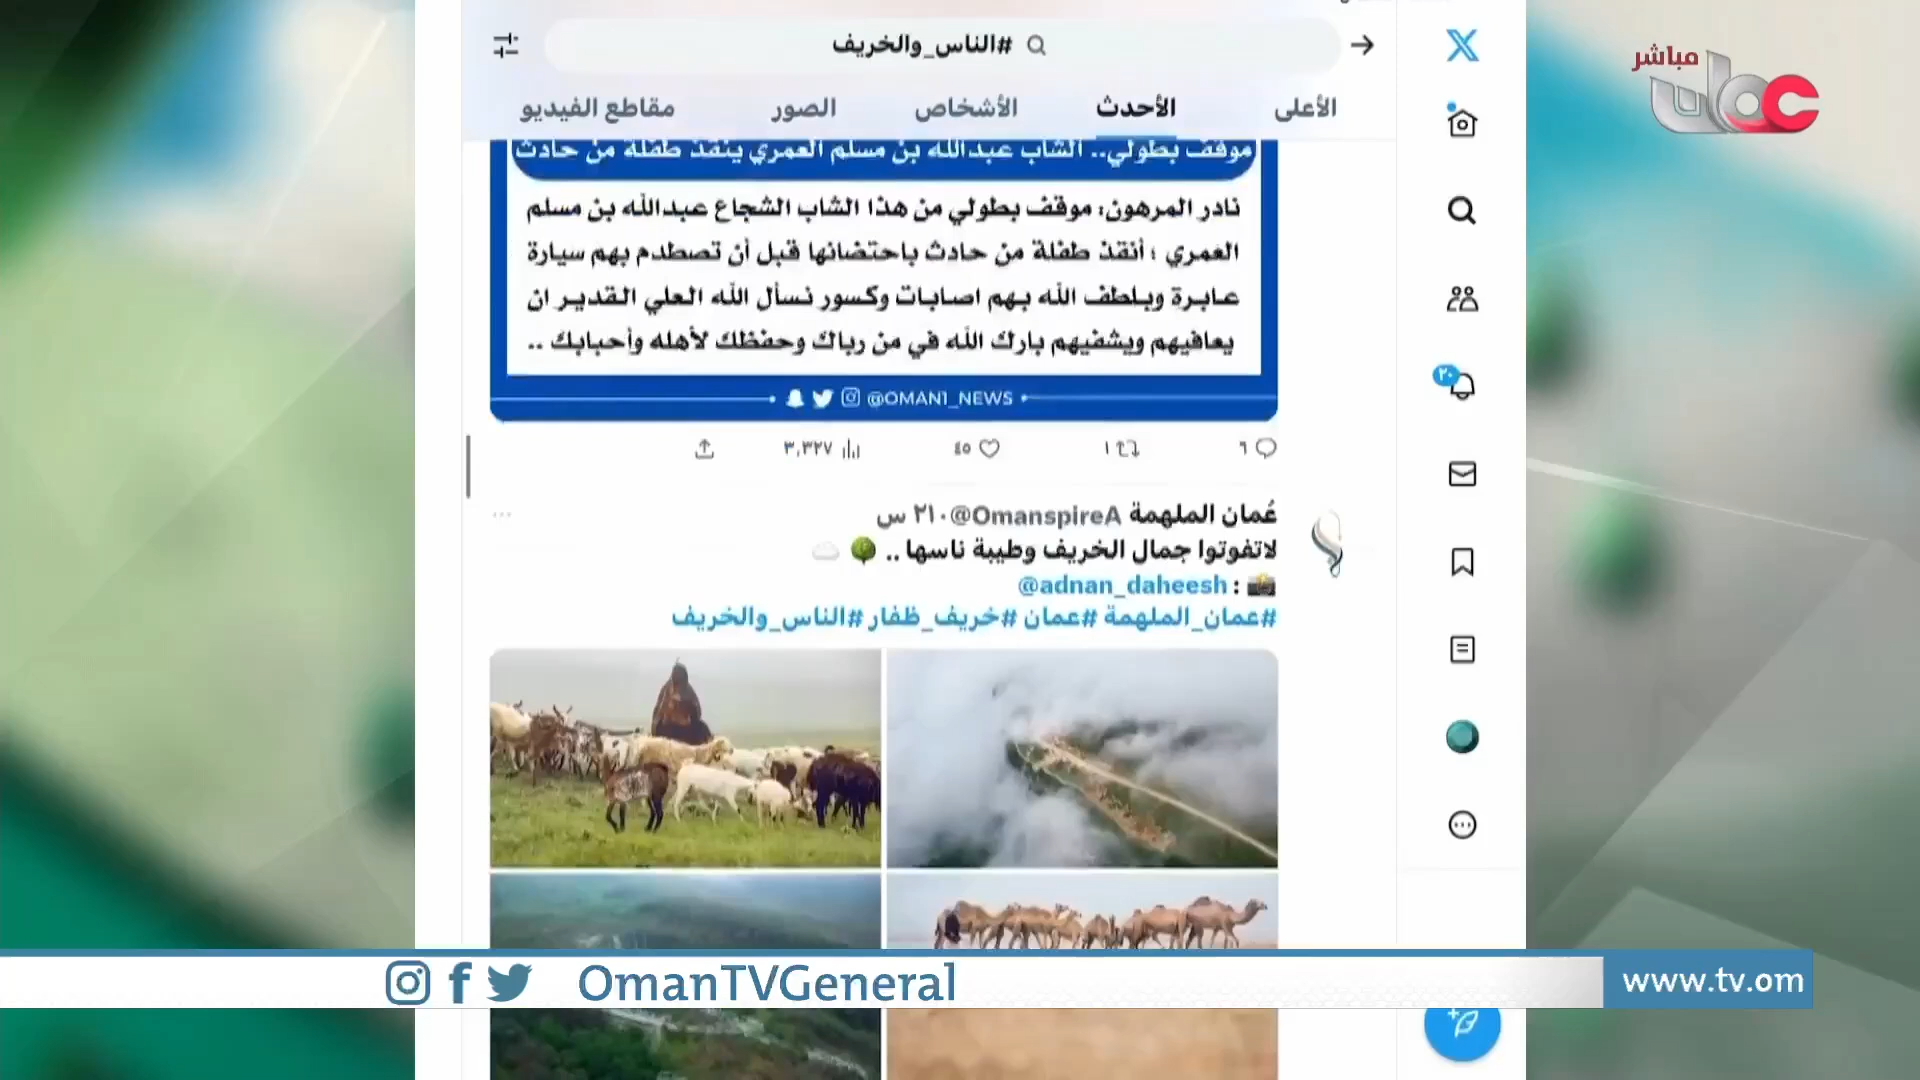 #الناس_والخريف
مباشر
الأعلى الأحدث الأشخاص الصور مقاطع الفيديو
موقف بطولي.. الشاب عبدالله بن مسلم العمري ينقذ طفلة من حادث
نادر المرهون: موقف بطولي من هذا الشاب الشجاع عبدالله بن مسلم
العمري ؛ أنقذ طفلة من حادث باحتضانها قبل أن تصطدم بهم سيارة
عابرة وبلطف الله بهم اصابات وكسور نسأل الله العلي القدير ان
يعافيهم ويشفيهم بارك الله في من رباك وحفظك لأهله وأحبابك ..
@OMAN1_NEWS
٦ ١ ٤٥ ٣,٣٢٧
٢٠
عُمان الملهمة @OmanspireA٢١٠ س
لاتفوتوا جمال الخريف وطيبة ناسها ..
: @adnan_daheesh
#عمان_الملهمة #عمان #خريف_ظفار #الناس_والخريف
OmanTVGeneral
www.tv.om